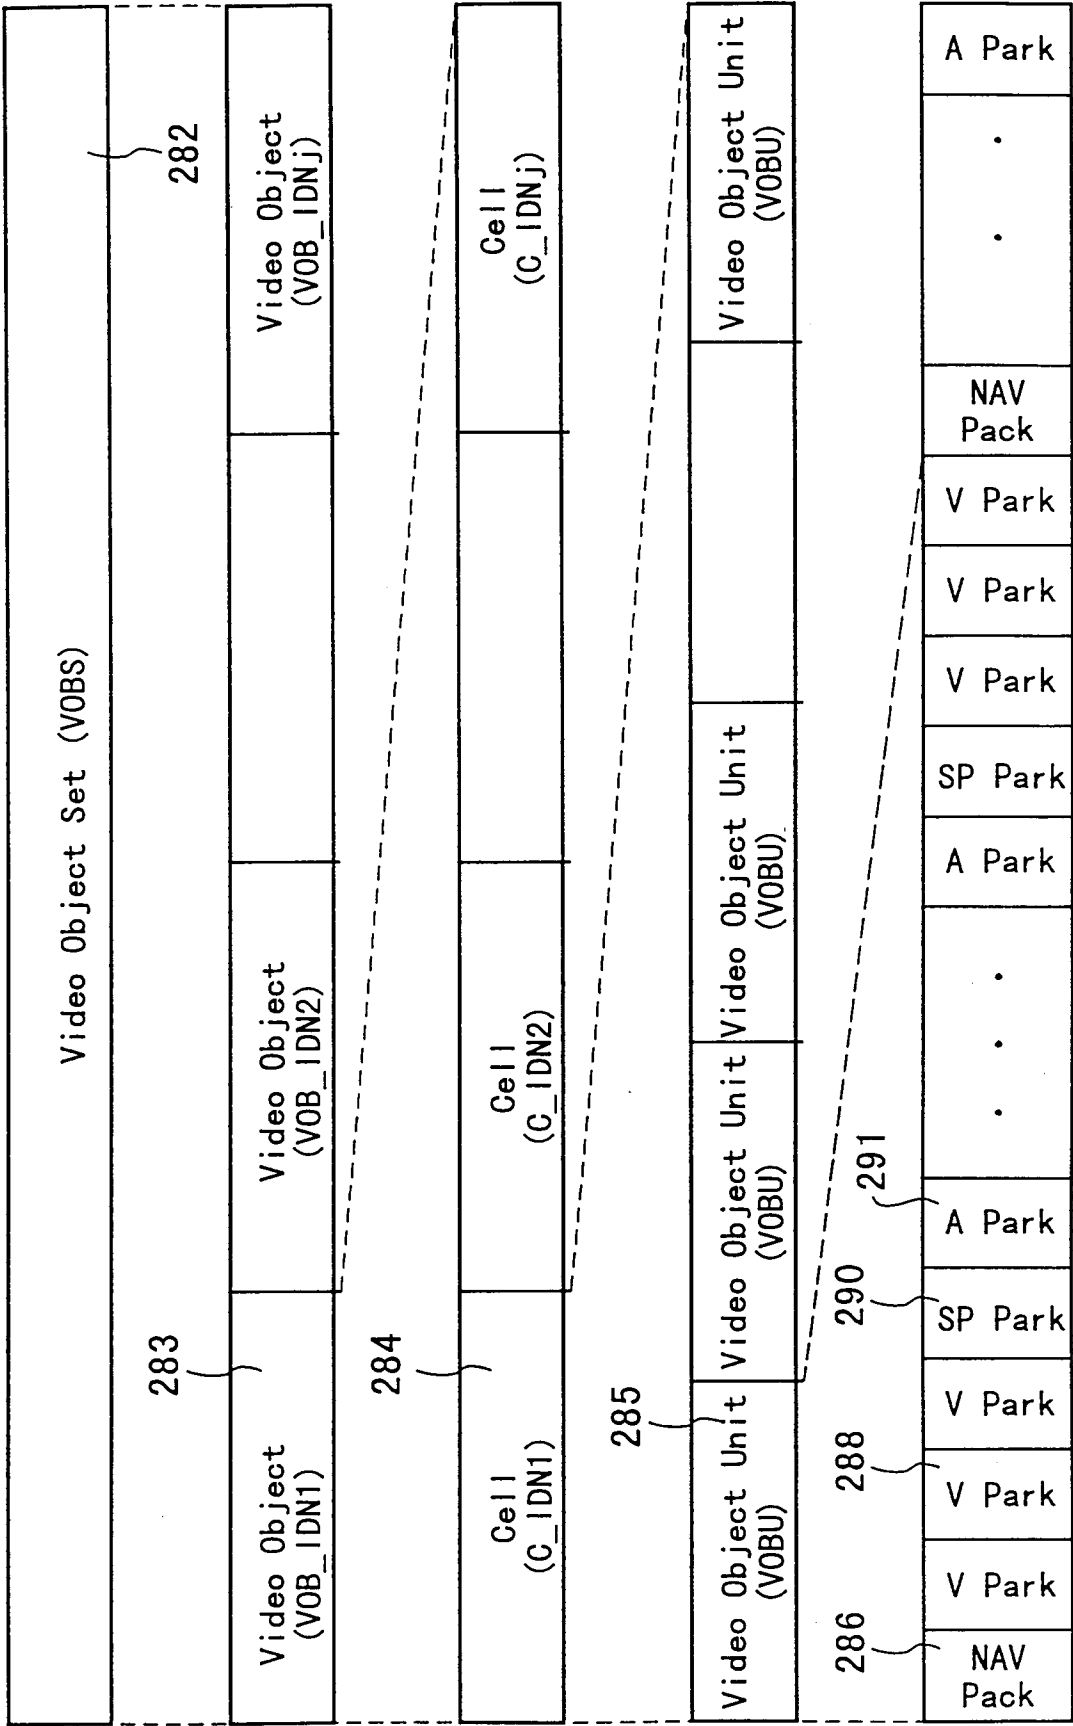 Video Object Set (VOBS)
282
283
Video Object
(VOB_IDN1)
Video Object
(VOB_IDN2)
Video Object
(VOB_IDNj)
284
Cell
(C_IDN1)
Cell
(C_IDN2)
Cell
(C_IDNj)
285
Video Object Unit
(VOBU)
Video Object Unit
(VOBU)
Video Object Unit
(VOBU)
Video Object Unit
(VOBU)
286
288
290
291
NAV
Pack
V Park
V Park
V Park
SP Park
A Park
A Park
SP Park
V Park
V Park
V Park
NAV
Pack
A Park